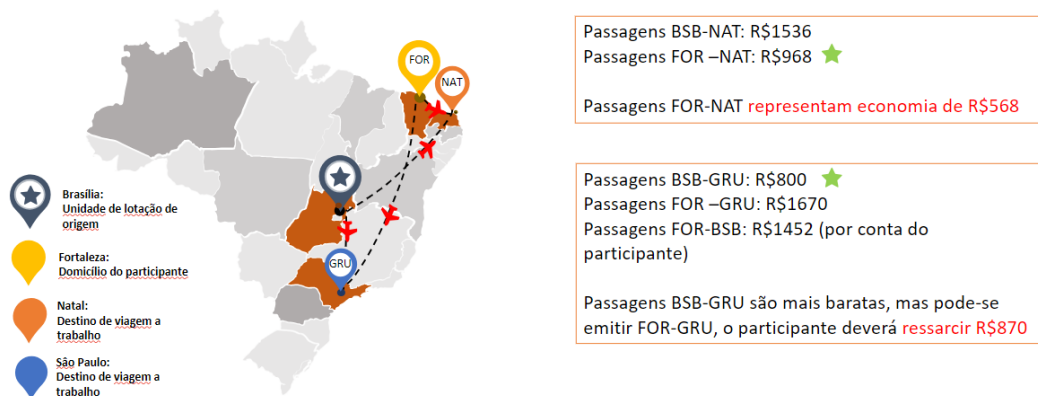 FOR
NAT
GRU
Brasília:
Unidade de lotação de
origem
Fortaleza:
Domicílio do participante
Natal:
Destino de viagem a
trabalho
São Paulo:
Destino de viagem a
trabalho
Passagens BSB-NAT: R$1536
Passagens FOR –NAT: R$968
Passagens FOR-NAT representam economia de R$568
Passagens BSB-GRU: R$800
Passagens FOR –GRU: R$1670
Passagens FOR-BSB: R$1452 (por conta do
participante)
Passagens BSB-GRU são mais baratas, mas pode-se
emitir FOR-GRU, o participante deverá ressarcir R$870